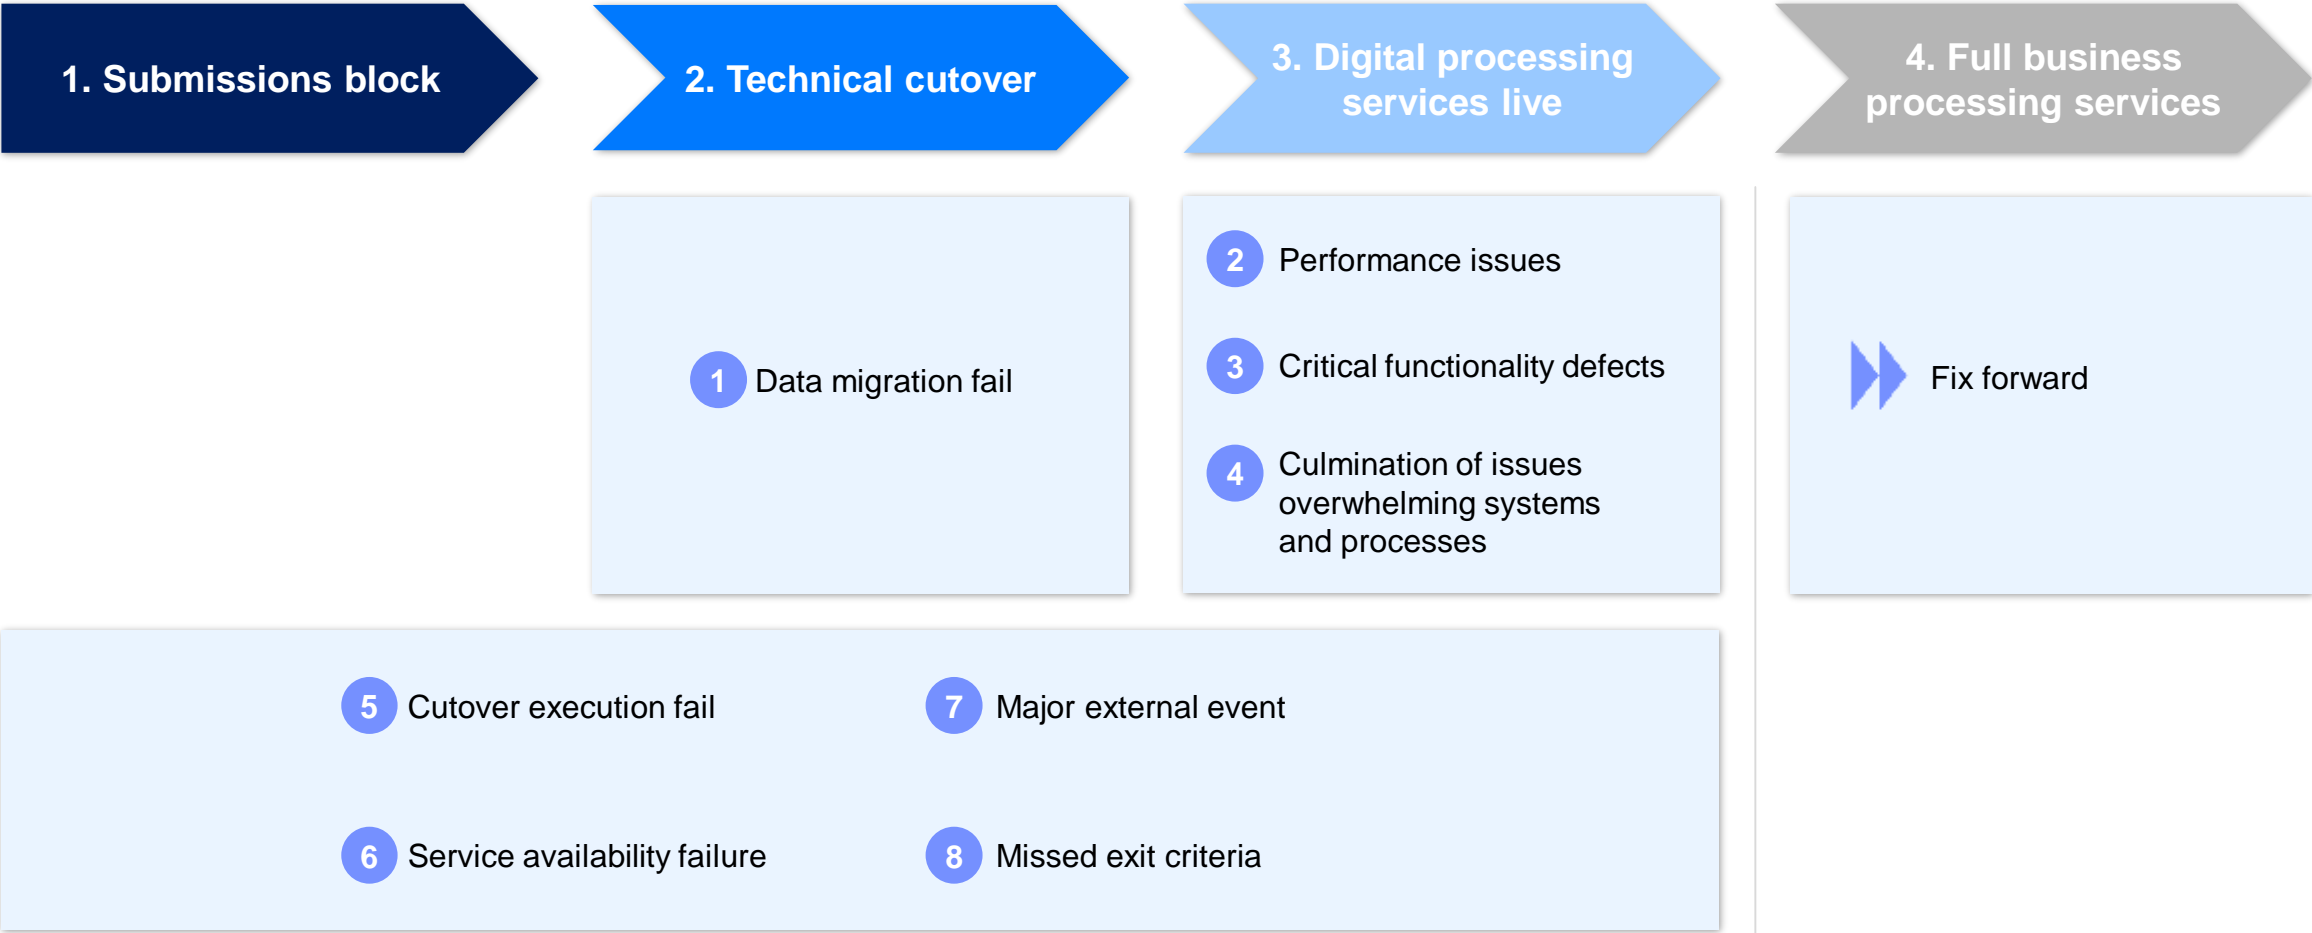 1. Submissions block
2. Technical cutover
3. Digital processing
services live
4. Full business
processing services
1 Data migration fail
2 Performance issues
3 Critical functionality defects
4 Culmination of issues
overwhelming systems
and processes
Fix forward
5 Cutover execution fail
7 Major external event
6 Service availability failure
8 Missed exit criteria